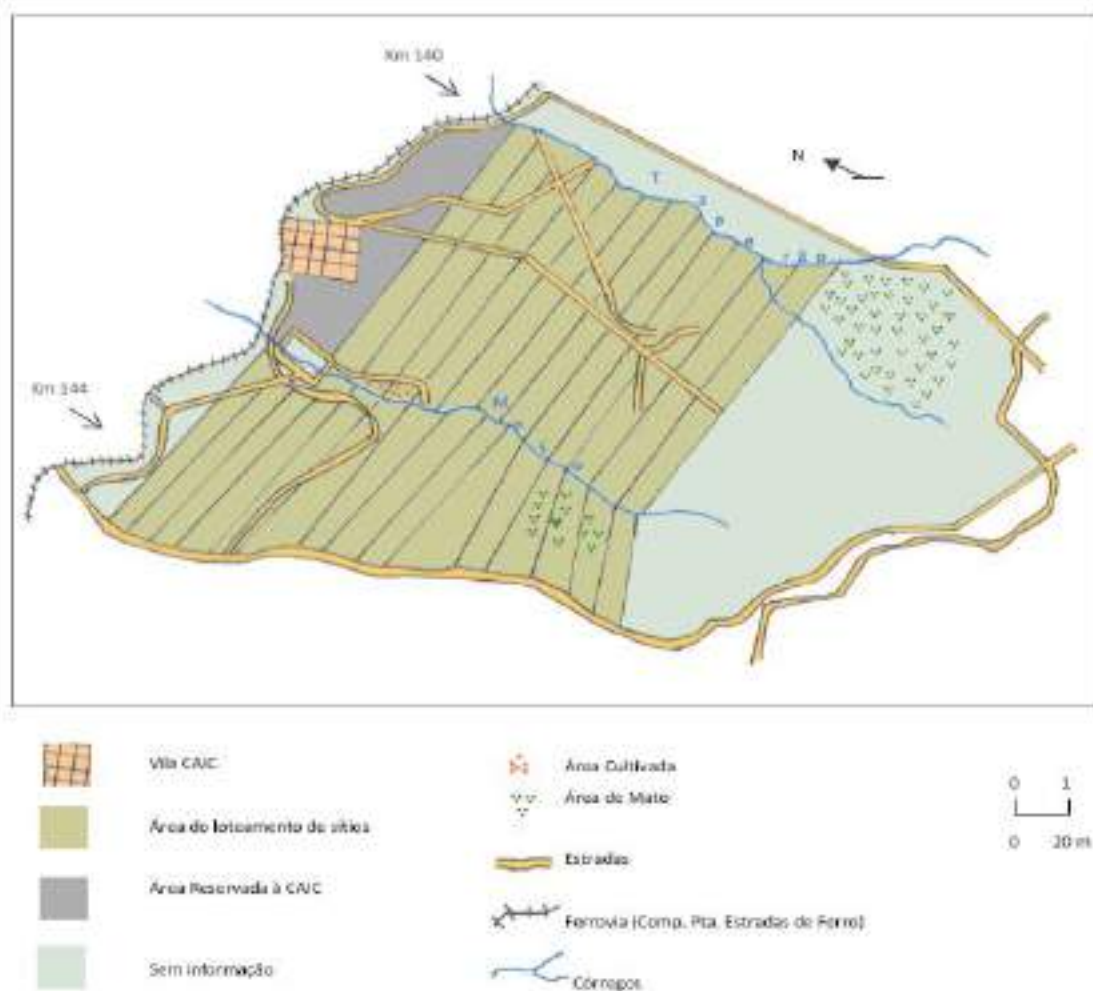 Km 140
N
Km 144
Vila CAIC
Área do loteamento de sítios
Área Reservada à CAIC
Sem informação
Área Cultivada
Área de Mato
Estradas
Ferrovia (Comp. Pta. Estradas de Ferro)
Córregos
0 1
0 20 m